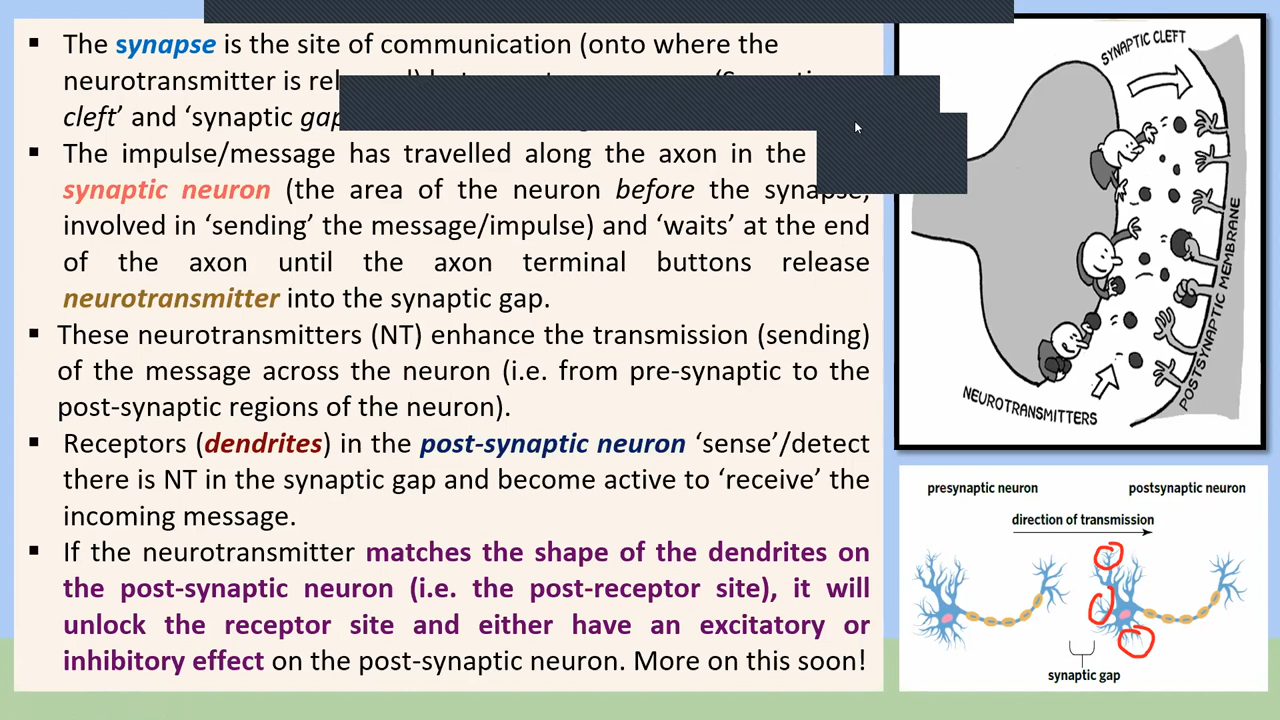 ▪ The synapse is the site of communication (onto where the
neurotransmitter is
cleft' and 'synaptic
▪ The impulse/message has travelled along the axon in the
synaptic neuron (the area of the neuron before the synapse,
involved in 'sending' the message/impulse) and 'waits' at the end
of the axon until the axon terminal buttons release
neurotransmitter into the synaptic gap.
▪ These neurotransmitters (NT) enhance the transmission (sending)
of the message across the neuron (i.e. from pre-synaptic to the
post-synaptic regions of the neuron).
▪ Receptors (dendrites) in the post-synaptic neuron 'sense'/detect
there is NT in the synaptic gap and become active to 'receive' the
incoming message.
▪ If the neurotransmitter matches the shape of the dendrites on
the post-synaptic neuron (i.e. the post-receptor site), it will
unlock the receptor site and either have an excitatory or
inhibitory effect on the post-synaptic neuron. More on this soon!
SYNAPTIC CLEFT
POSTSYNAPTIC MEMBRANE
NEUROTRANSMITTERS
presynaptic neuron
postsynaptic neuron
direction of transmission
synaptic gap